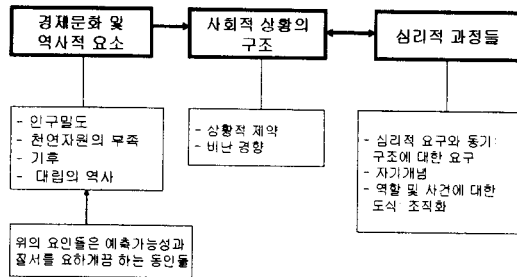 경제문화 및
역사적 요소
사회적 상황의
구조
심리적 과정들
- 인구밀도
- 천연자원의 부족
- 기후
- 대립의 역사
- 상황적 제약
- 비난 경향
- 심리적 요구와 동기:
구조에 대한 요구
- 자기개념
- 역할 및 사건에 대한
도식: 조직화
위의 요인들은 예측가능성과
질서를 요하게끔 하는 동인들